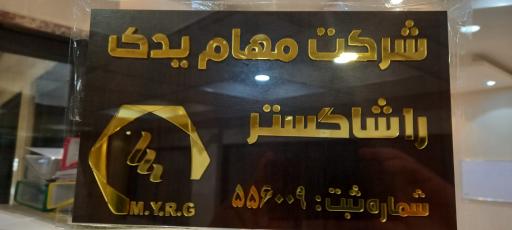 شرکت مهام یدک
راشاگستر
شماره ثبت: ۵۵۶۰۰۹
M.Y.R.G